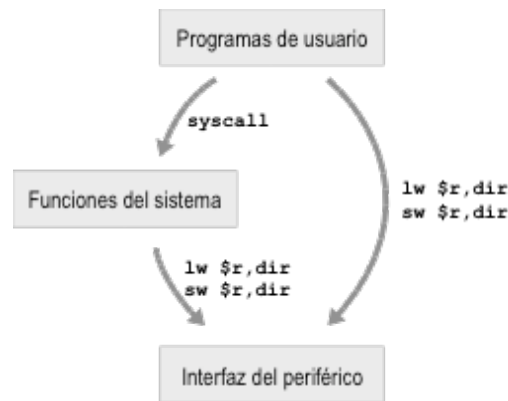 Programas de usuario
syscall
Funciones del sistema
lw $r,dir
sw $r,dir
lw $r,dir
sw $r,dir
Interfaz del periférico